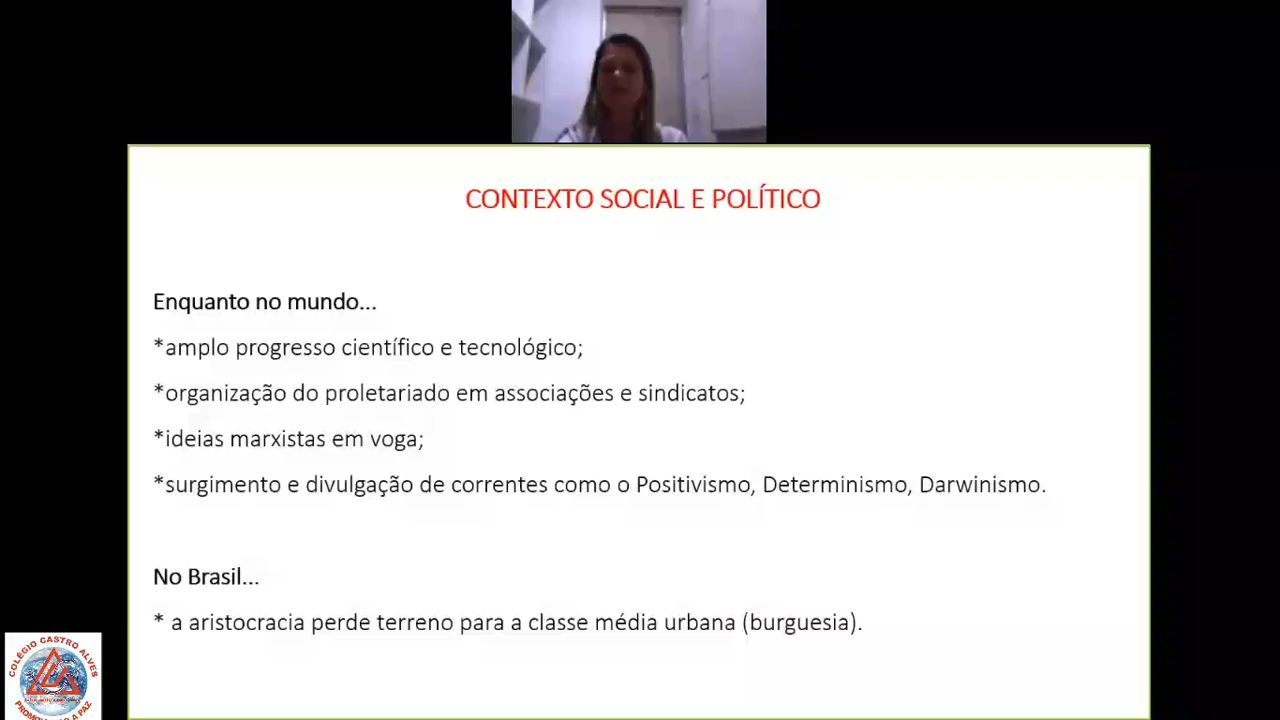 CONTEXTO SOCIAL E POLÍTICO
Enquanto no mundo...
*amplo progresso científico e tecnológico;
*organização do proletariado em associações e sindicatos;
*ideias marxistas em voga;
*surgimento e divulgação de correntes como o Positivismo, Determinismo, Darwinismo.
No Brasil...
* a aristocracia perde terreno para a classe média urbana (burguesia).
COLÉGIO CASTRO ALVES